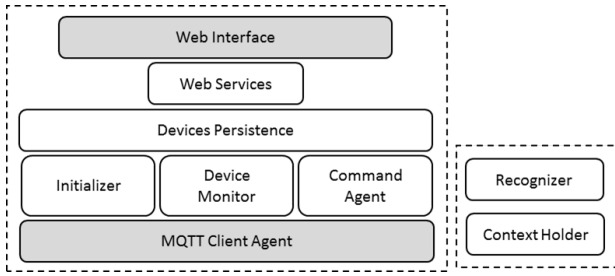 Web Interface
Web Services
Devices Persistence
Initializer
Device
Monitor
Command
Agent
MQTT Client Agent
Recognizer
Context Holder